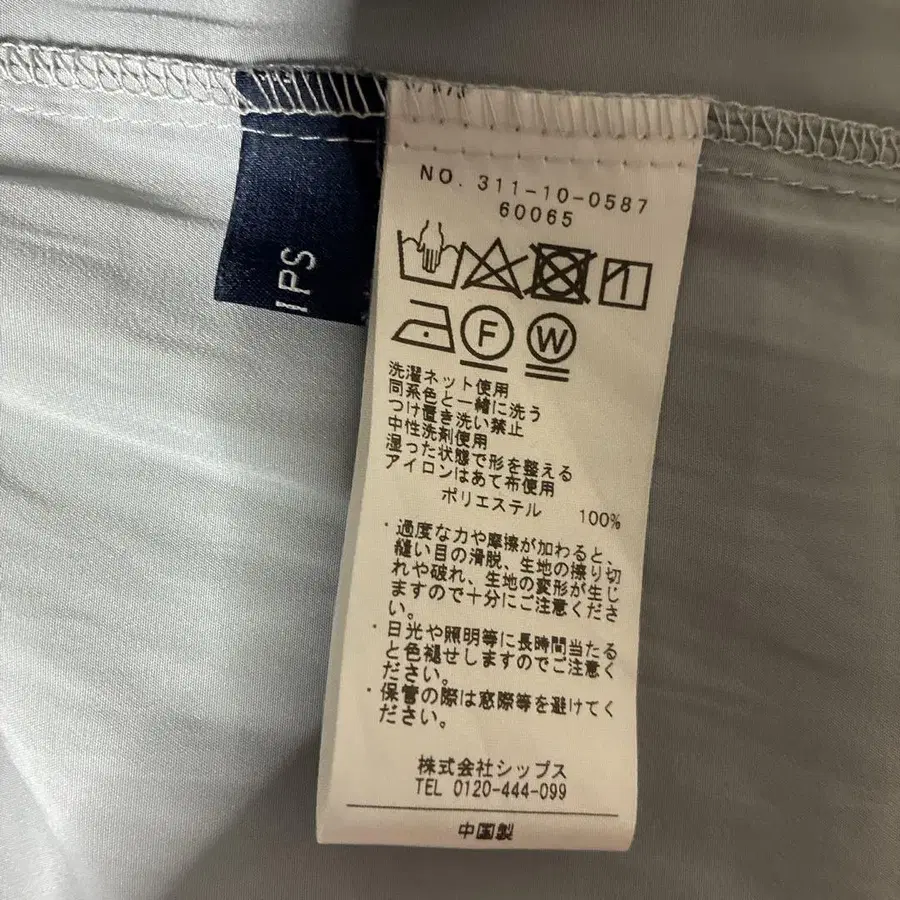 NO. 311-10-0587
60065
F
W
洗濯ネット使用
同系色と一緒に洗う
つけ置き洗い禁止
中性洗剤使用
湿った状態で形を整える
アイロンはあて布使用
ポリエステル 100%
・過度な力や摩擦が加わると、
縫い目の滑脱、生地の擦り切
れや破れ、生地の変形が生じ
ますので十分にご注意くださ
い。
・日光や照明等に長時間当たる
と色褪せしますのでご注意く
ださい。
・保管の際は窓際等を避けてく
ださい。
株式会社シップス
TEL 0120-444-099
中国製
IPS